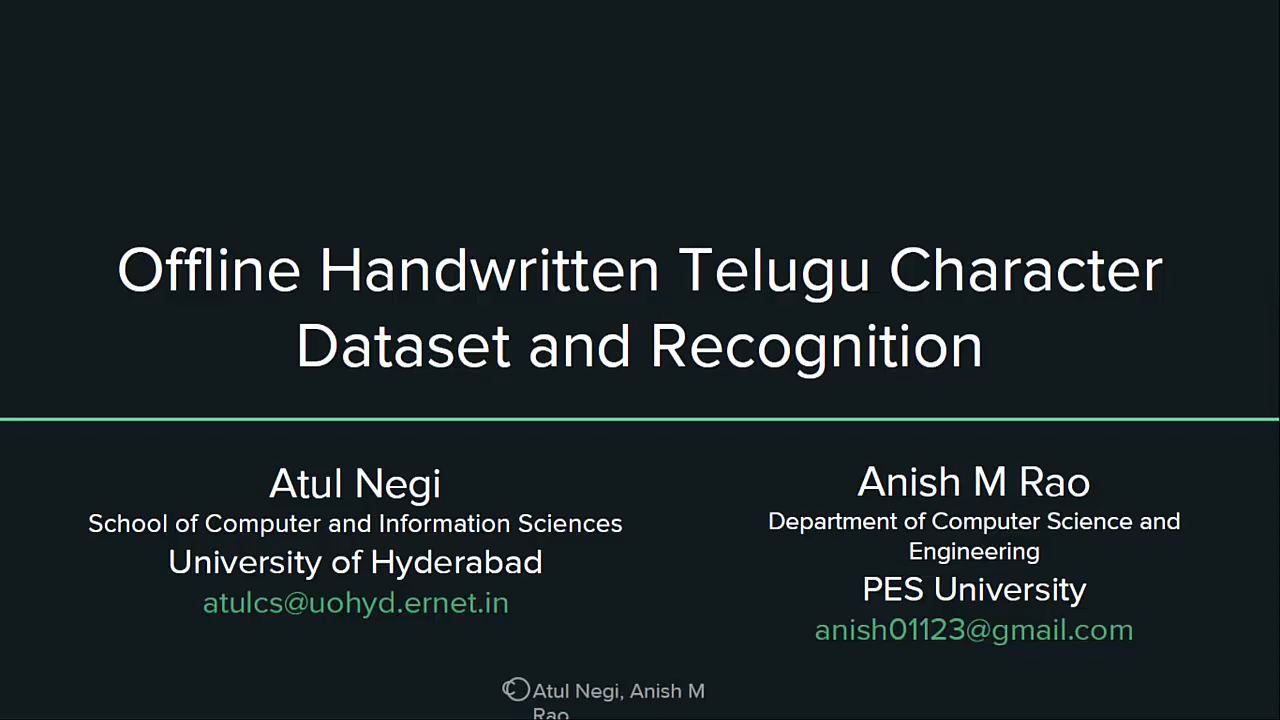 Offline Handwritten Telugu Character
Dataset and Recognition
Atul Negi
School of Computer and Information Sciences
University of Hyderabad
atulcs@uohyd.ernet.in
Anish M Rao
Department of Computer Science and
Engineering
PES University
anish01123@gmail.com
© Atul Negi, Anish M
Rao